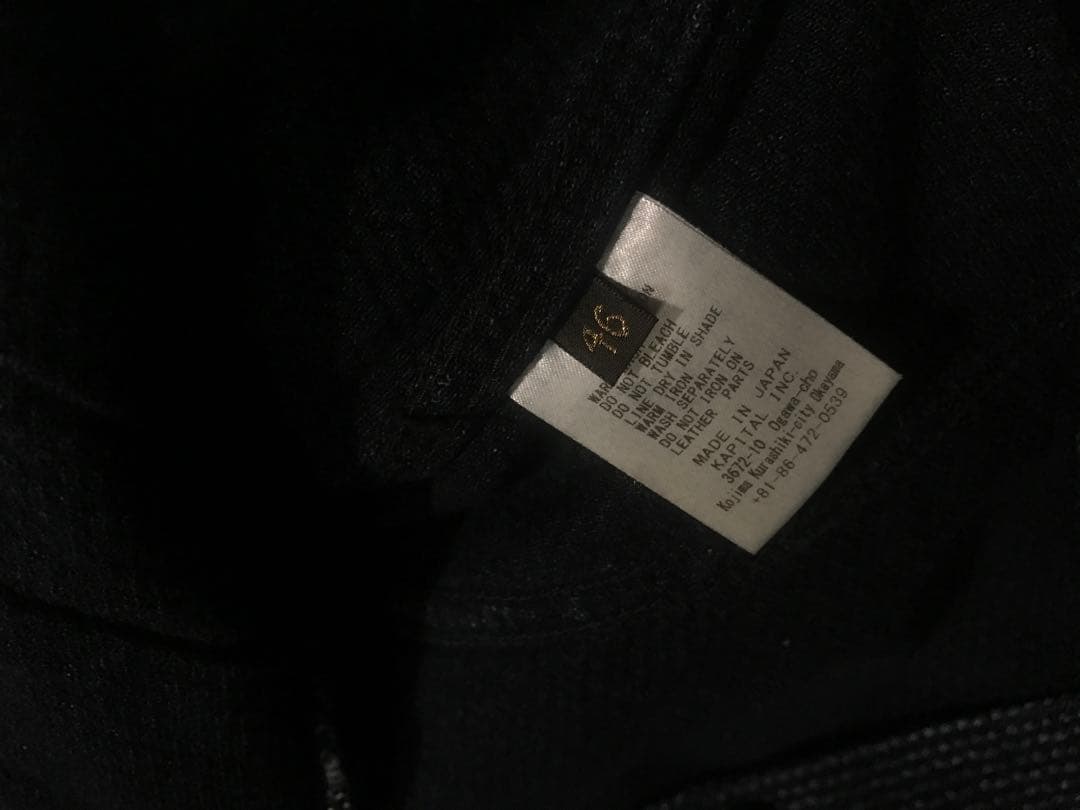 46
DO NOT BLEACH
DO NOT TUMBLE
LINE DRY IN SHADE
WARM IRON
WASH SEPARATELY
DO NOT IRON ON
LEATHER PARTS
MADE IN JAPAN
KAPITAL INC.
3672-10 Ogawa-cho
Kojima Kurashiki-city Okayama
+81-86-472-0539